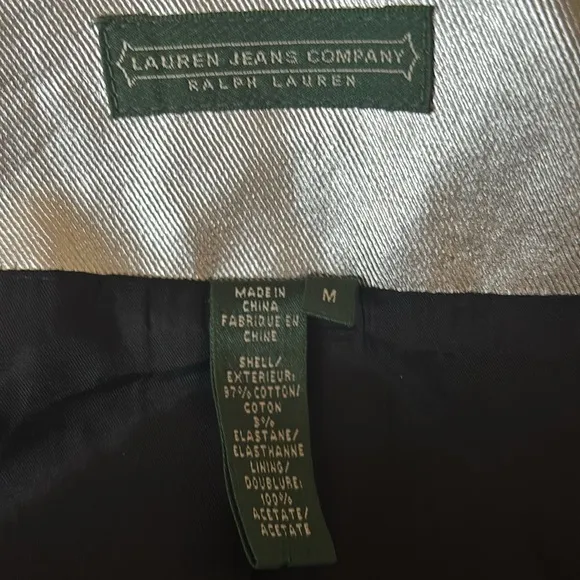 LAUREN JEANS COMPANY
RALPH LAUREN
MADE IN
CHINA
FABRIQUE EN
CHINE
M
SHELL/
EXTERIEUR:
97% COTTON/
COTON
3%
ELASTANE/
ELASTHANNE
LINING/
DOUBLURE:
100%
ACETATE/
ACETATE